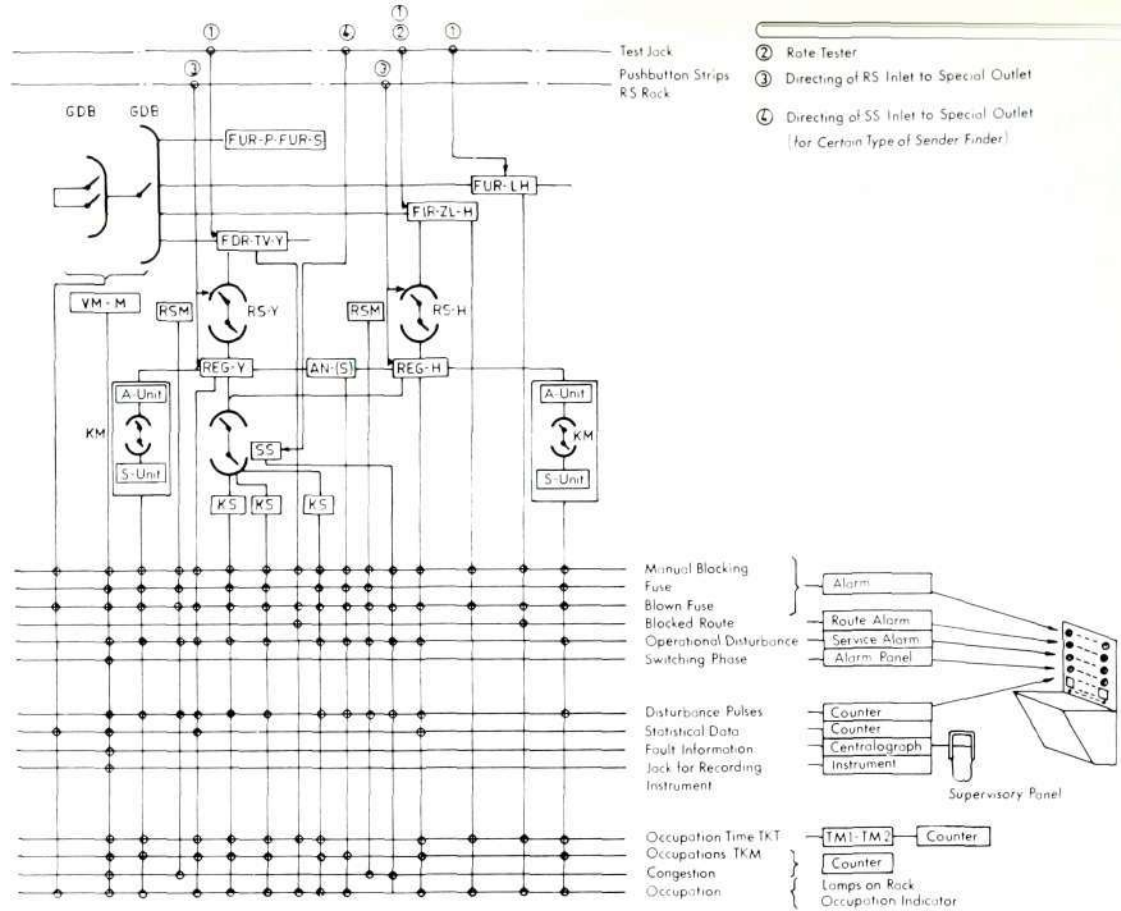 ① ④ ① ② ①
Test Jack
③ ③
Pushbutton Strips
RS Rack
② Rate Tester
③ Directing of RS Inlet to Special Outlet
④ Directing of SS Inlet to Special Outlet
(for Certain Type of Sender Finder)
GDB GDB
FUR-P-FUR-S
FUR-LH
FIR-ZL-H
FDR-TV-Y
VM-M
RSM
RS-Y
RSM
RS-H
REG-Y
AN-(S)
REG-H
A-Unit
KM
S-Unit
SS
KS KS KS
A-Unit
KM
S-Unit
Manual Blocking
Fuse
Blown Fuse
Blocked Route
Operational Disturbance
Switching Phase
Alarm
Route Alarm
Service Alarm
Alarm Panel
Disturbance Pulses
Statistical Data
Fault Information
Jack for Recording
Instrument
Counter
Counter
Centralograph
Instrument
Supervisory Panel
Occupation Time TKT
TM1-TM2
Counter
Occupations TKM
Congestion
Counter
Occupation
Lamps on Rack
Occupation Indicator